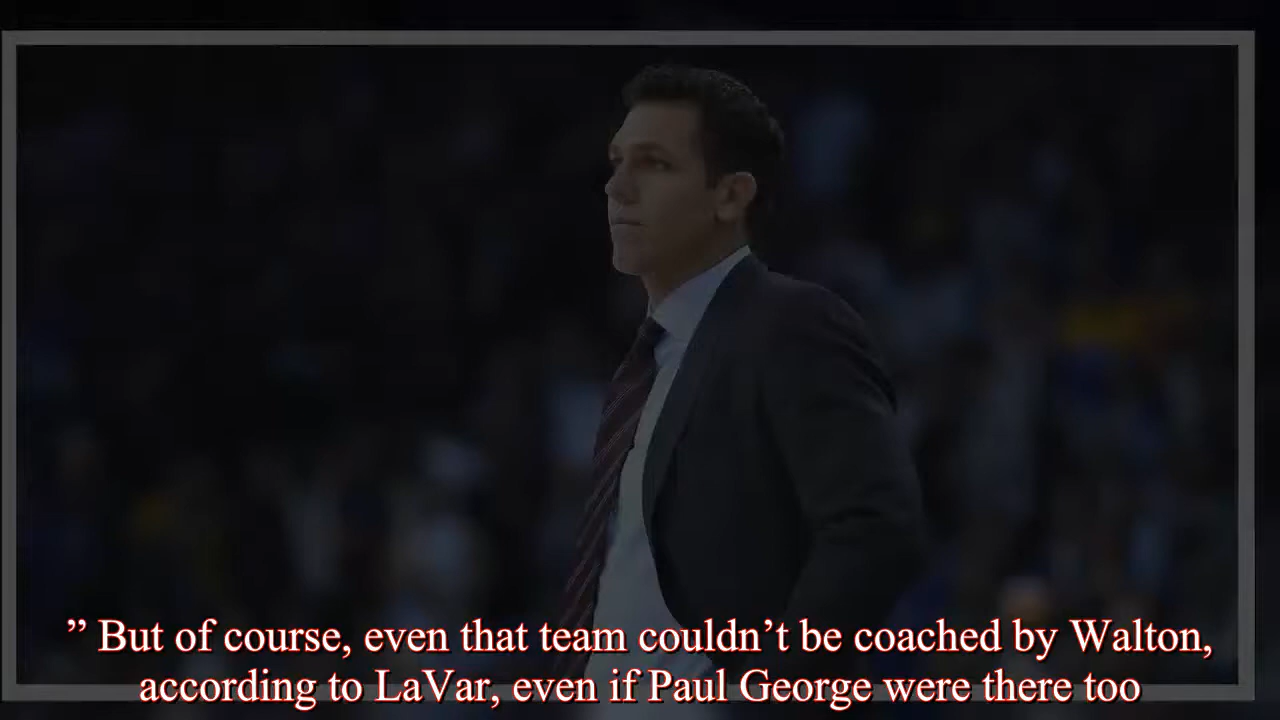 ” But of course, even that team couldn’t be coached by Walton,
according to LaVar, even if Paul George were there too